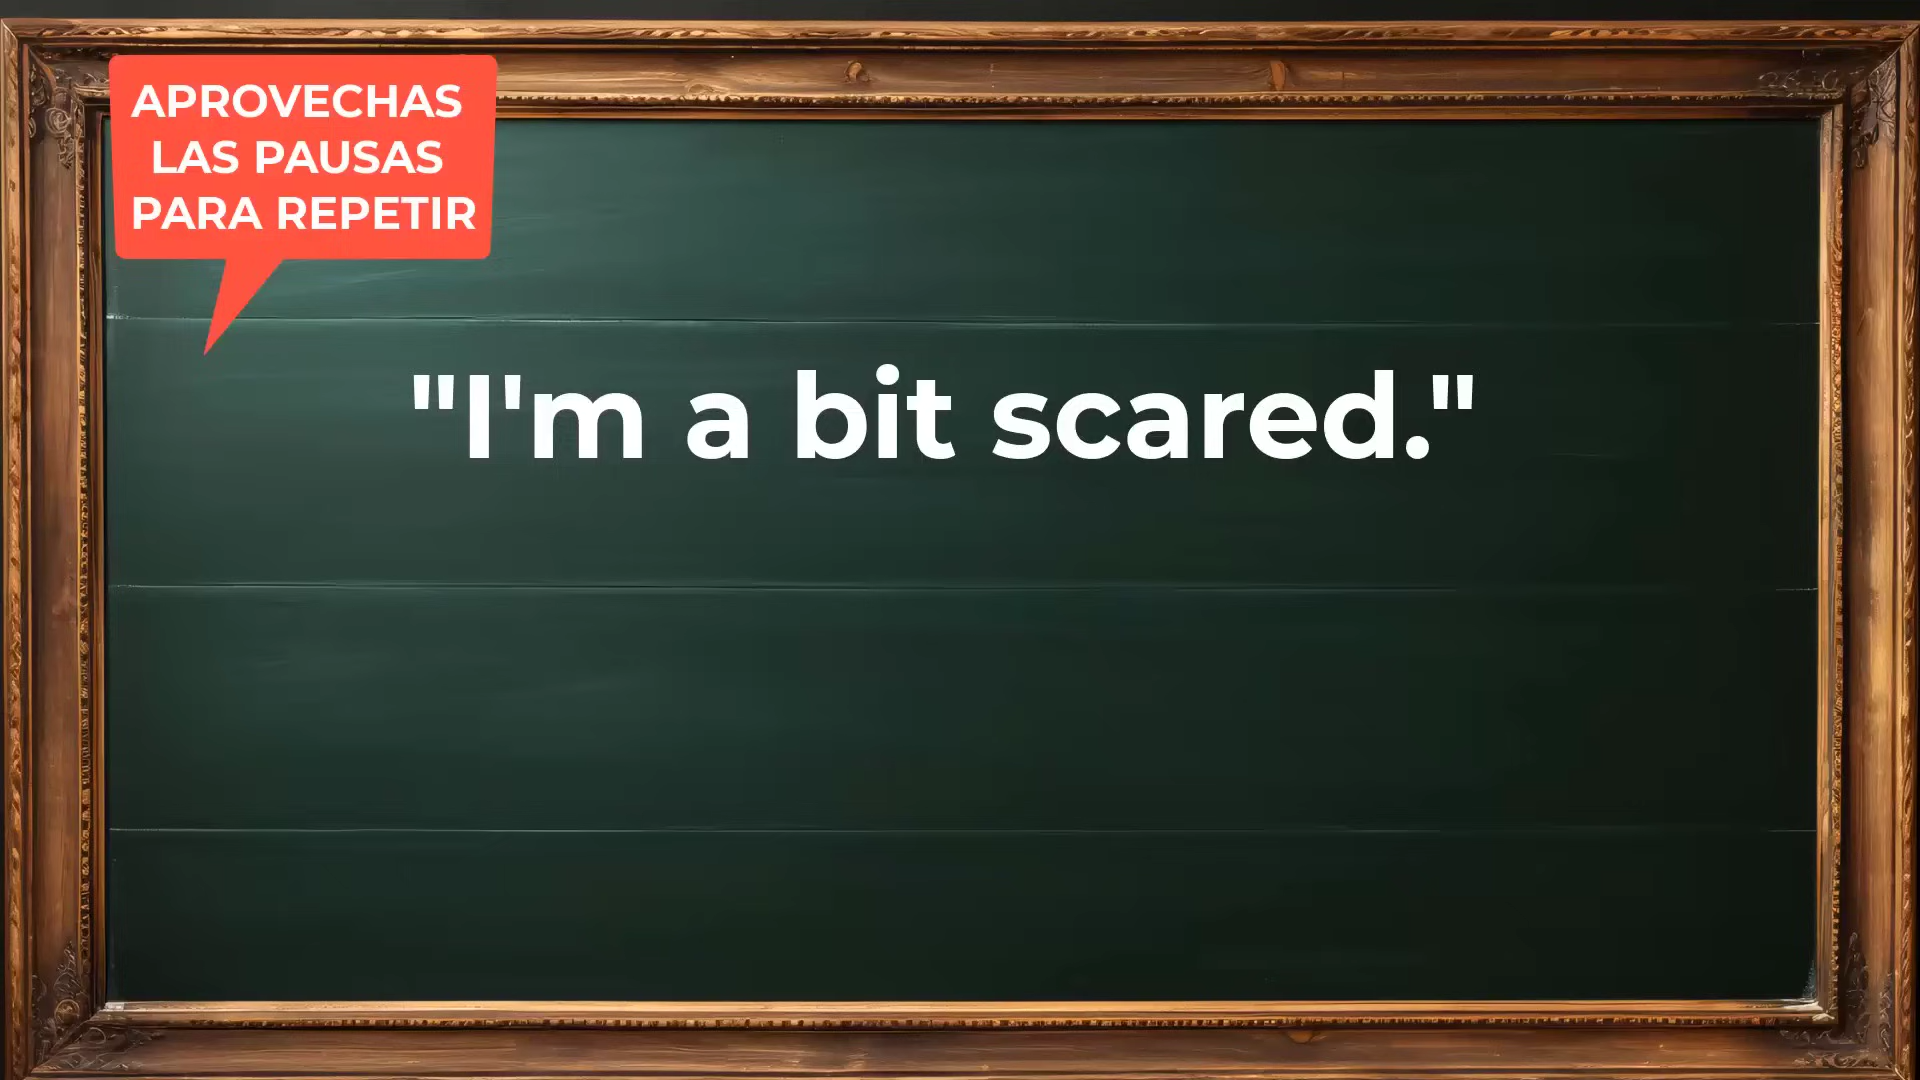 APROVECHAS
LAS PAUSAS
PARA REPETIR
"I'm a bit scared."